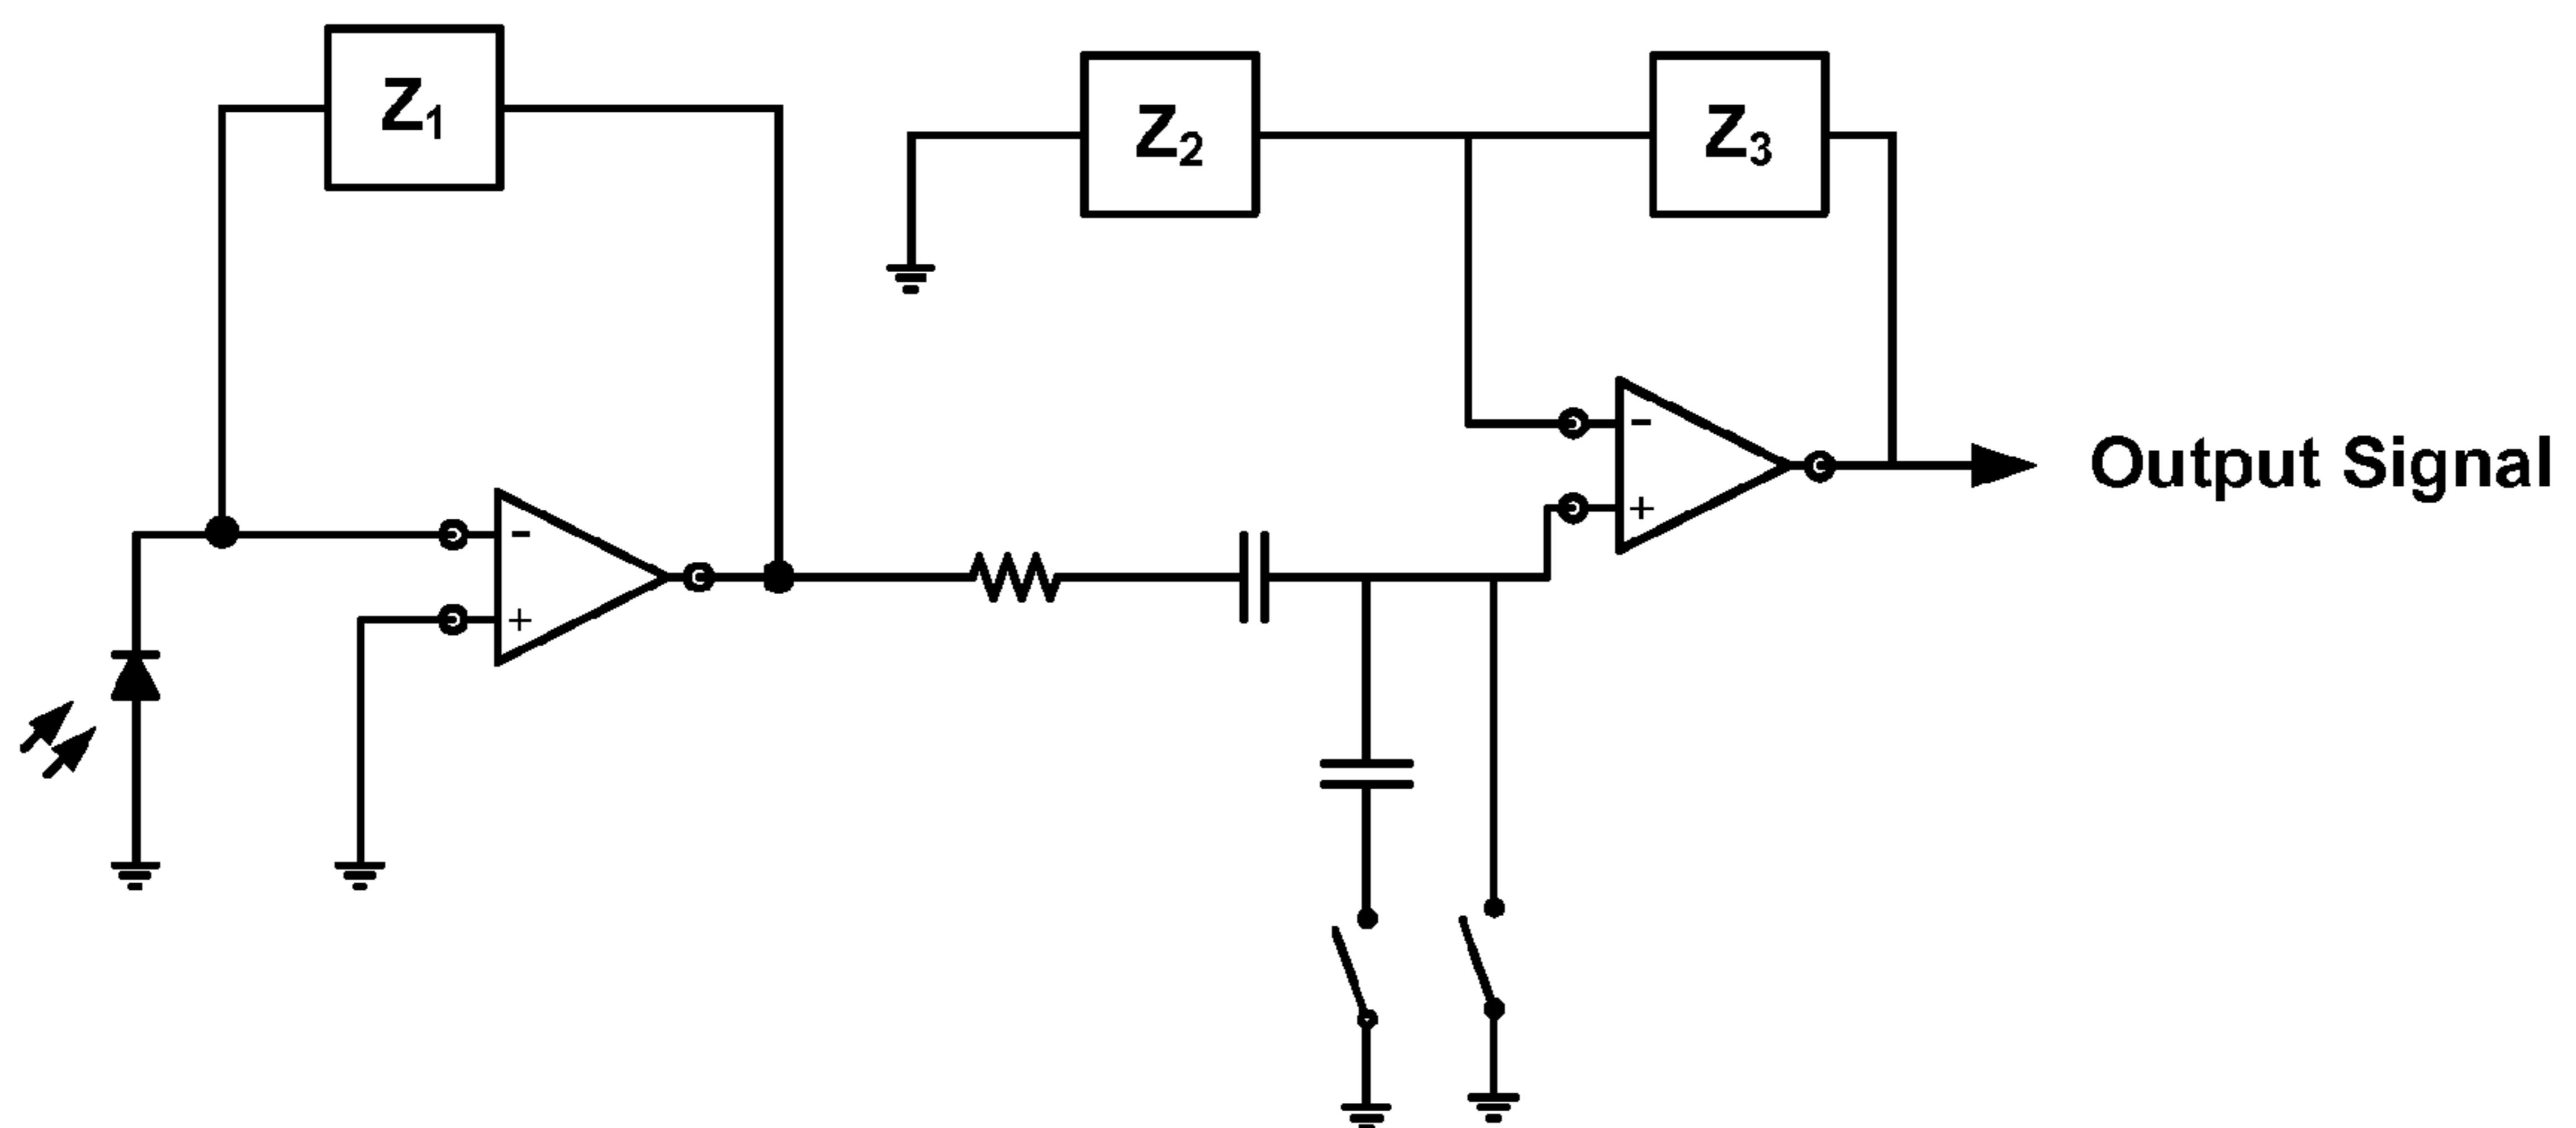 Z₁
Z₂
Z₃
-
+
-
+
Output Signal